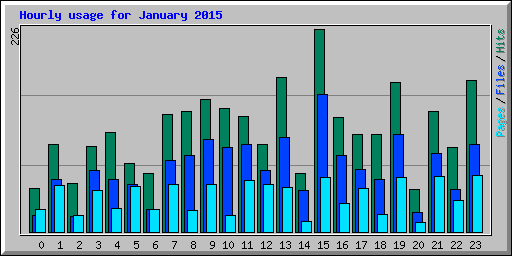 Hourly usage for January 2015
226
Pages/Files/Hits
0 1 2 3 4 5 6 7 8 9 10 11 12 13 14 15 16 17 18 19 20 21 22 23